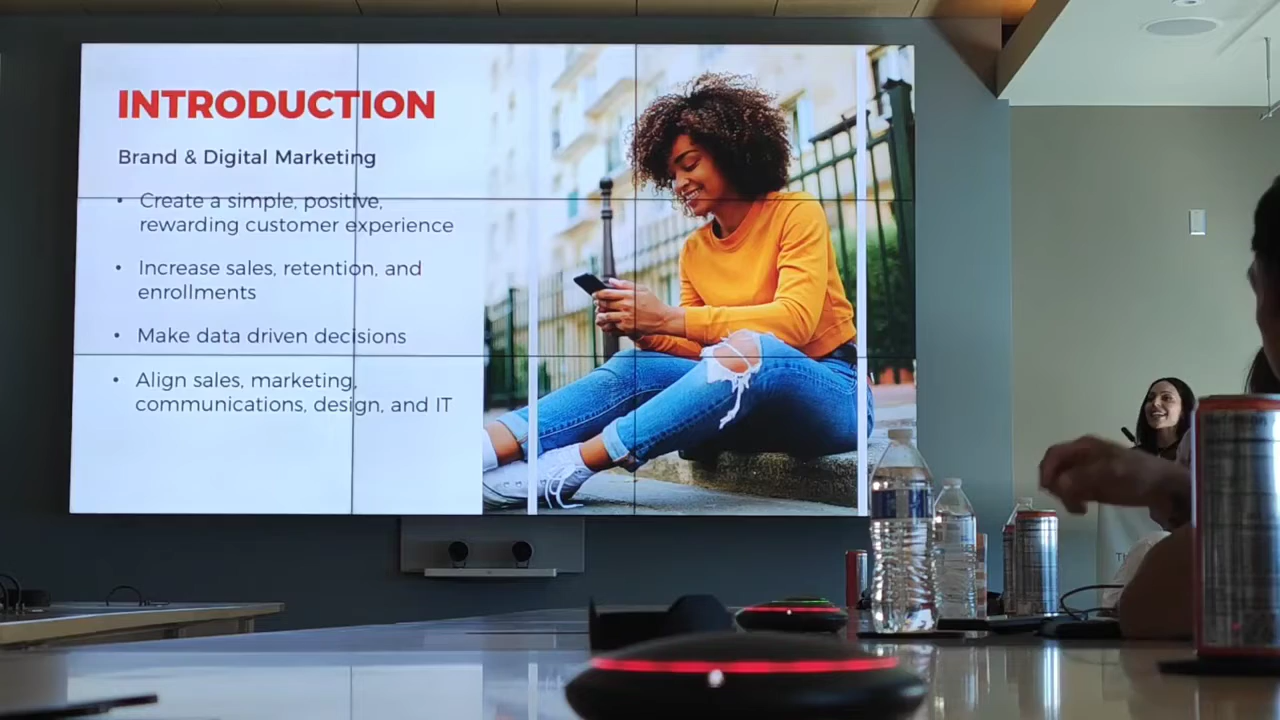 INTRODUCTION
Brand & Digital Marketing
• Create a simple, positive,
rewarding customer experience
• Increase sales, retention, and
enrollments
• Make data driven decisions
• Align sales, marketing,
communications, design, and IT